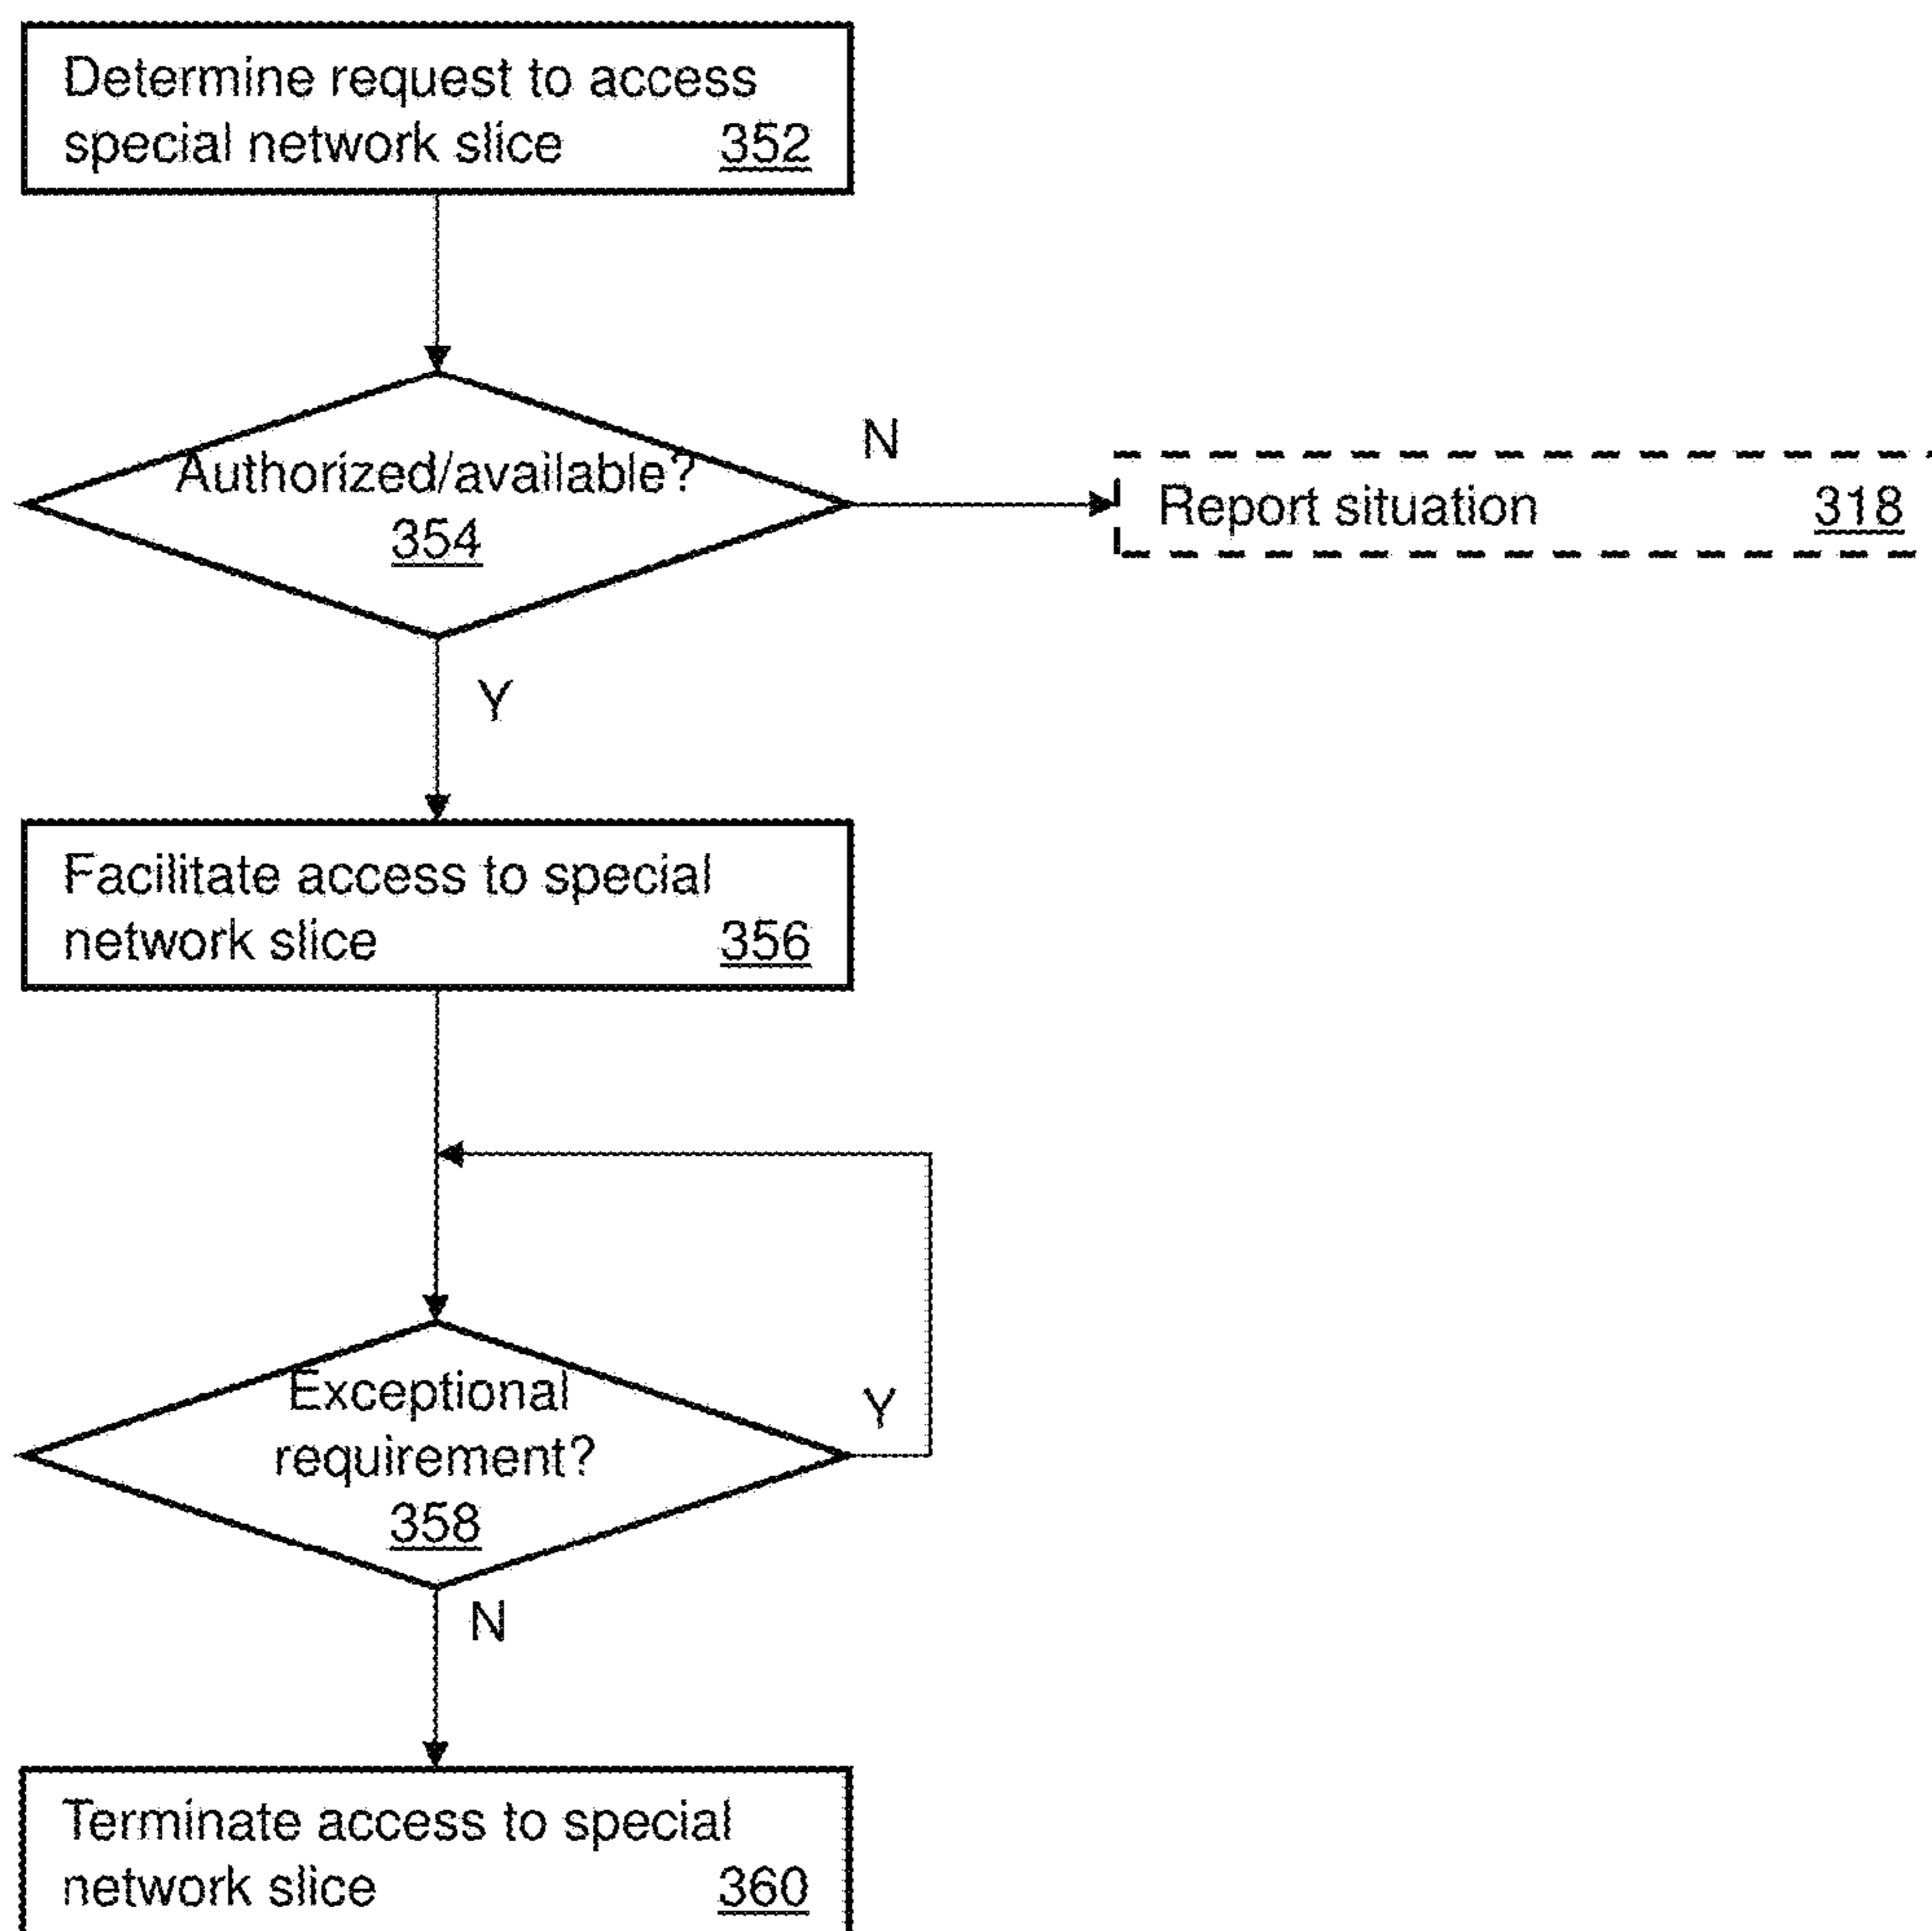 Determine request to access
special network slice 352
Authorized/available?
354
N
Report situation 318
Y
Facilitate access to special
network slice 356
Exceptional
requirement?
358
Y
N
Terminate access to special
network slice 360